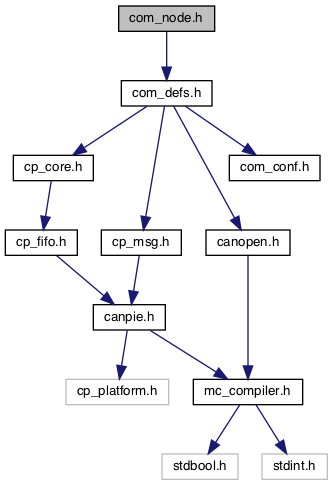 com_node.h
com_defs.h
cp_core.h
com_conf.h
cp_fifo.h
cp_msg.h
canopen.h
canpie.h
cp_platform.h
mc_compiler.h
stdbool.h
stdint.h